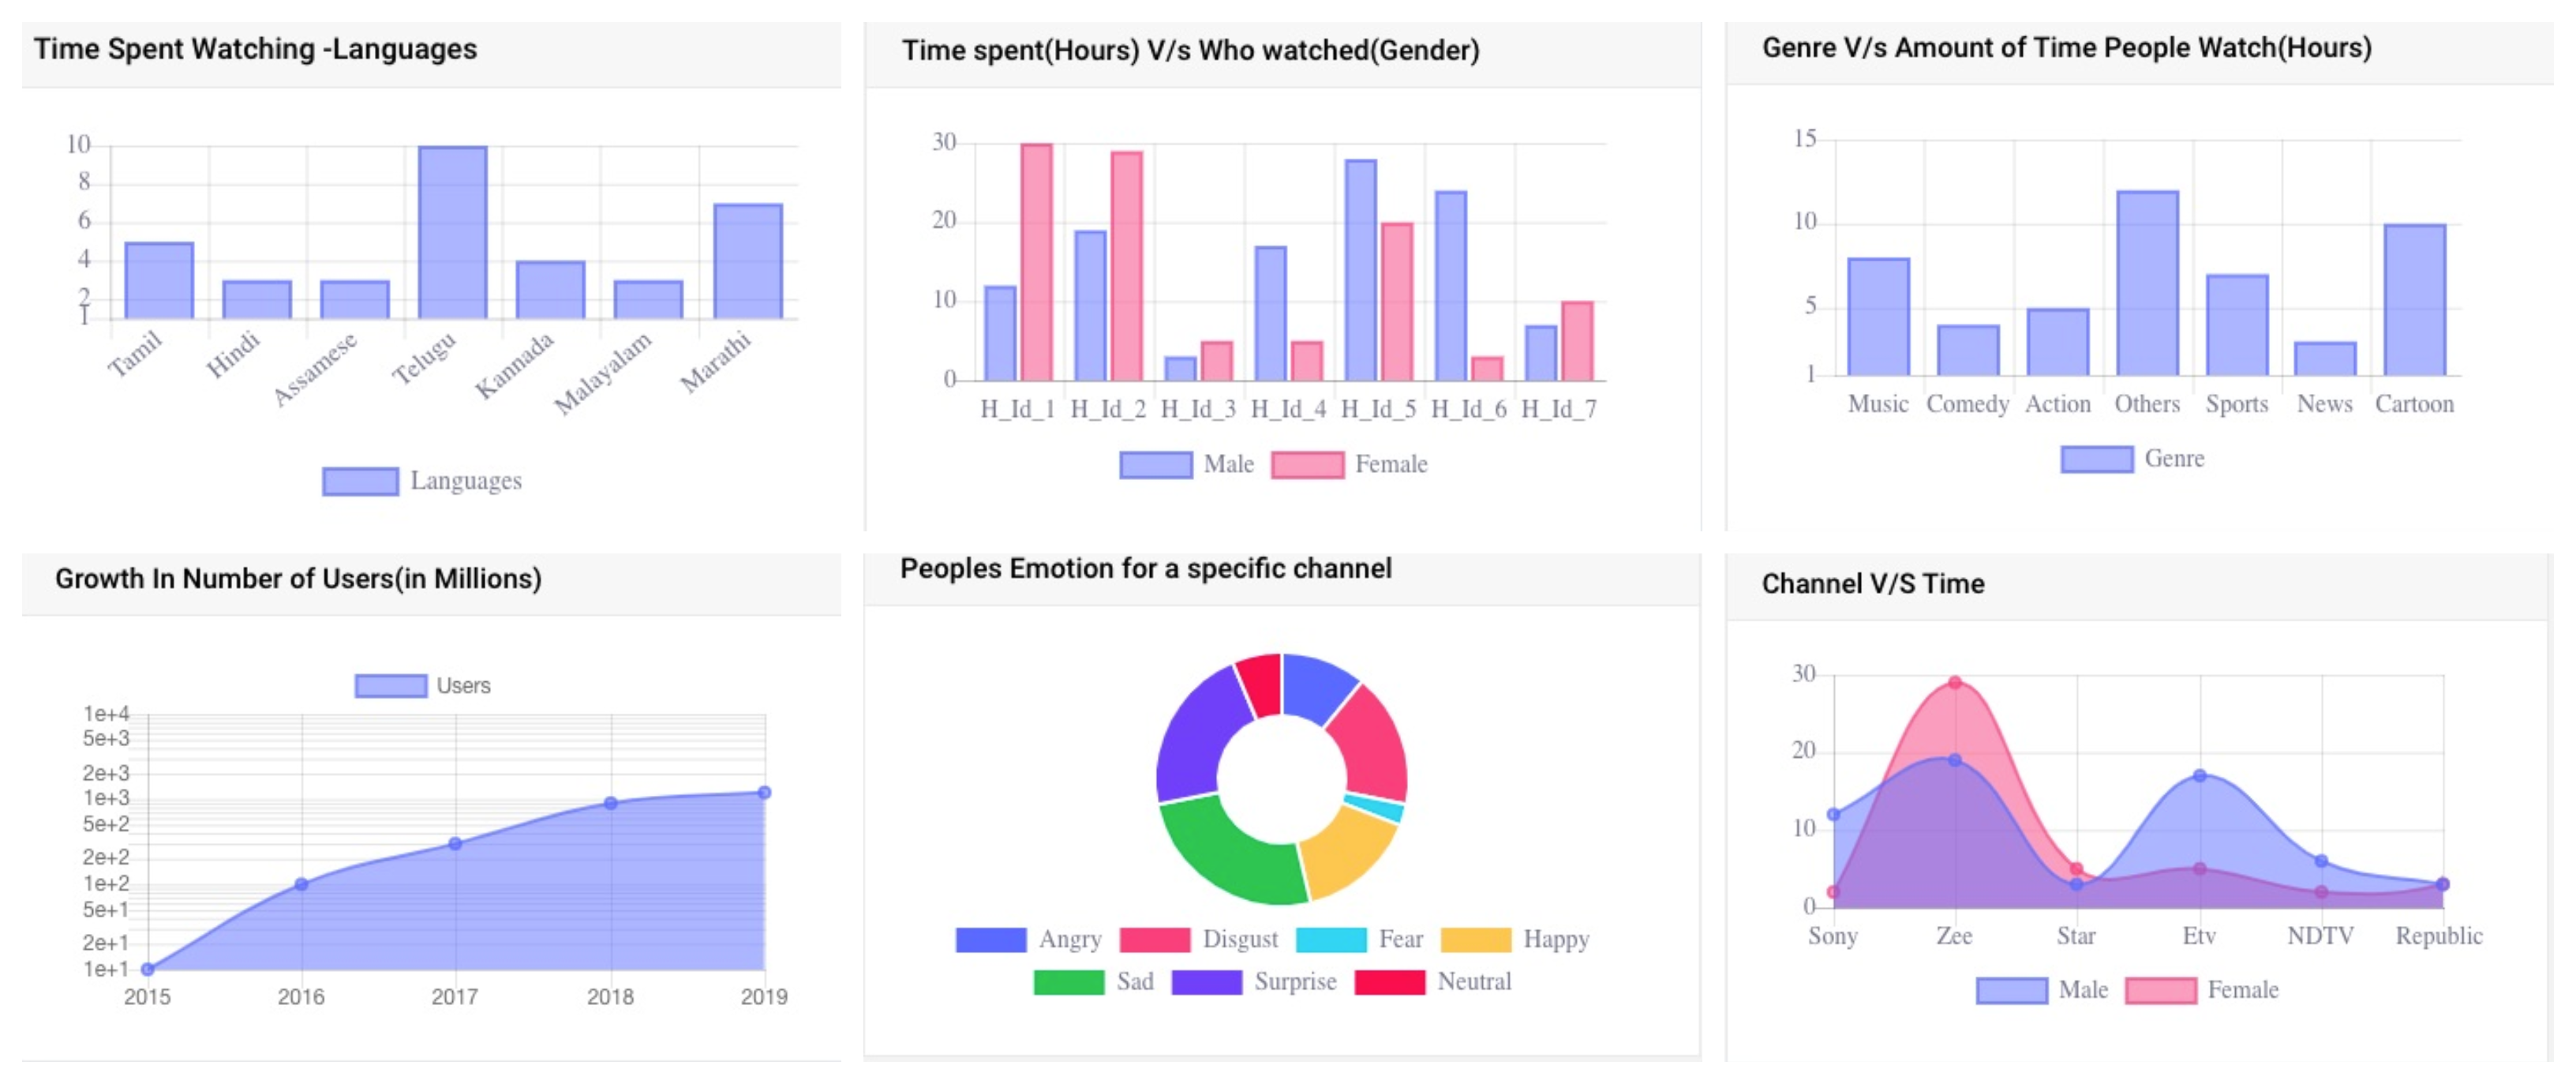 Time Spent Watching -Languages
10
8
6
4
2
1
Tamil
Hindi
Assamese
Telugu
Kannada
Malayalam
Marathi
Languages
Time spent(Hours) V/s Who watched(Gender)
30
20
10
0
H_Id_1 H_Id_2 H_Id_3 H_Id_4 H_Id_5 H_Id_6 H_Id_7
Male Female
Genre V/s Amount of Time People Watch(Hours)
15
10
5
1
Music Comedy Action Others Sports News Cartoon
Genre
Growth In Number of Users(in Millions)
Users
1e+4
5e+3
2e+3
1e+3
5e+2
2e+2
1e+2
5e+1
2e+1
1e+1
2015 2016 2017 2018 2019
Peoples Emotion for a specific channel
Angry Disgust Fear Happy
Sad Surprise Neutral
Channel V/S Time
30
20
10
0
Sony Zee Star Etv NDTV Republic
Male Female